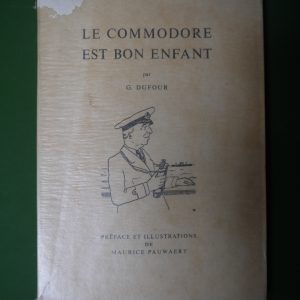 LE COMMODORE
EST BON ENFANT
par
G. DUFOUR
PRÉFACE ET ILLUSTRATIONS
DE
MAURICE PAUWAERT